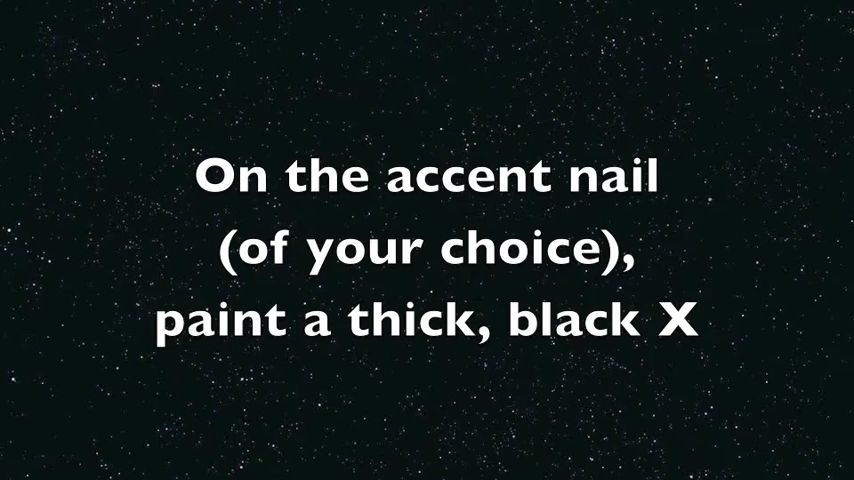 On the accent nail
(of your choice),
paint a thick, black X